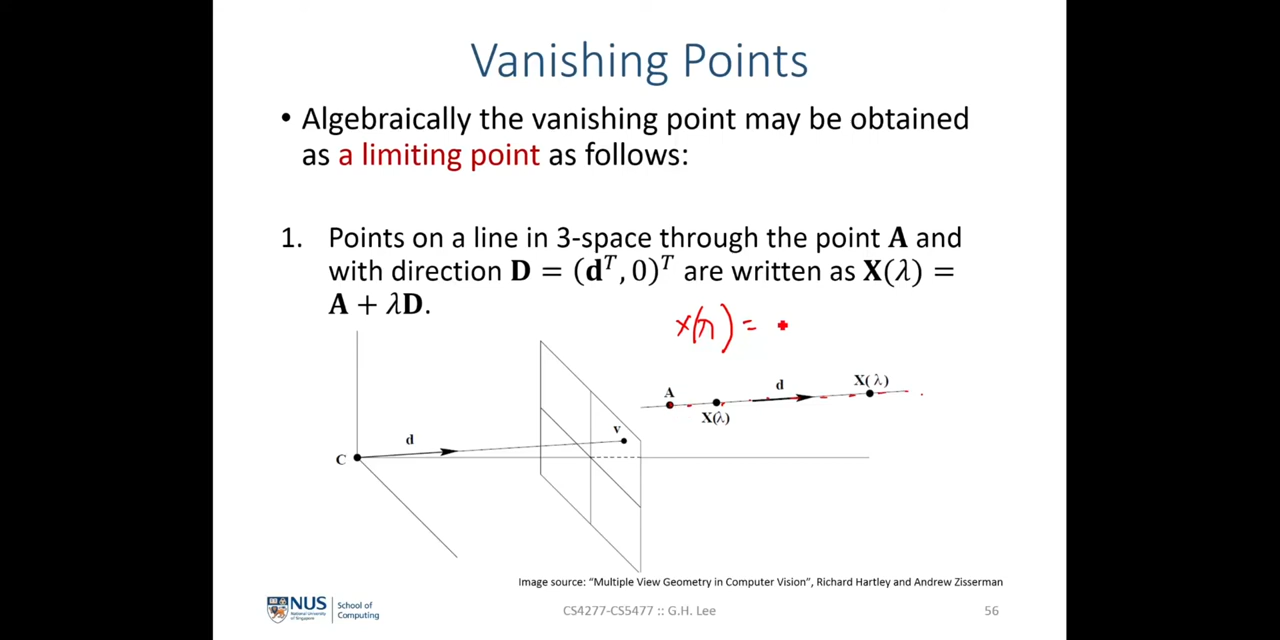 Vanishing Points
• Algebraically the vanishing point may be obtained
as a limiting point as follows:
1. Points on a line in 3-space through the point A and
with direction D = (d^T, 0)^T are written as X(λ) =
A + λD.
x(λ) =
A
X(λ)
d
X(λ)
v
d
C
Image source: “Multiple View Geometry in Computer Vision”, Richard Hartley and Andrew Zisserman
NUS
National University
of Singapore
School of
Computing
CS4277-CS5477 :: G.H. Lee
56